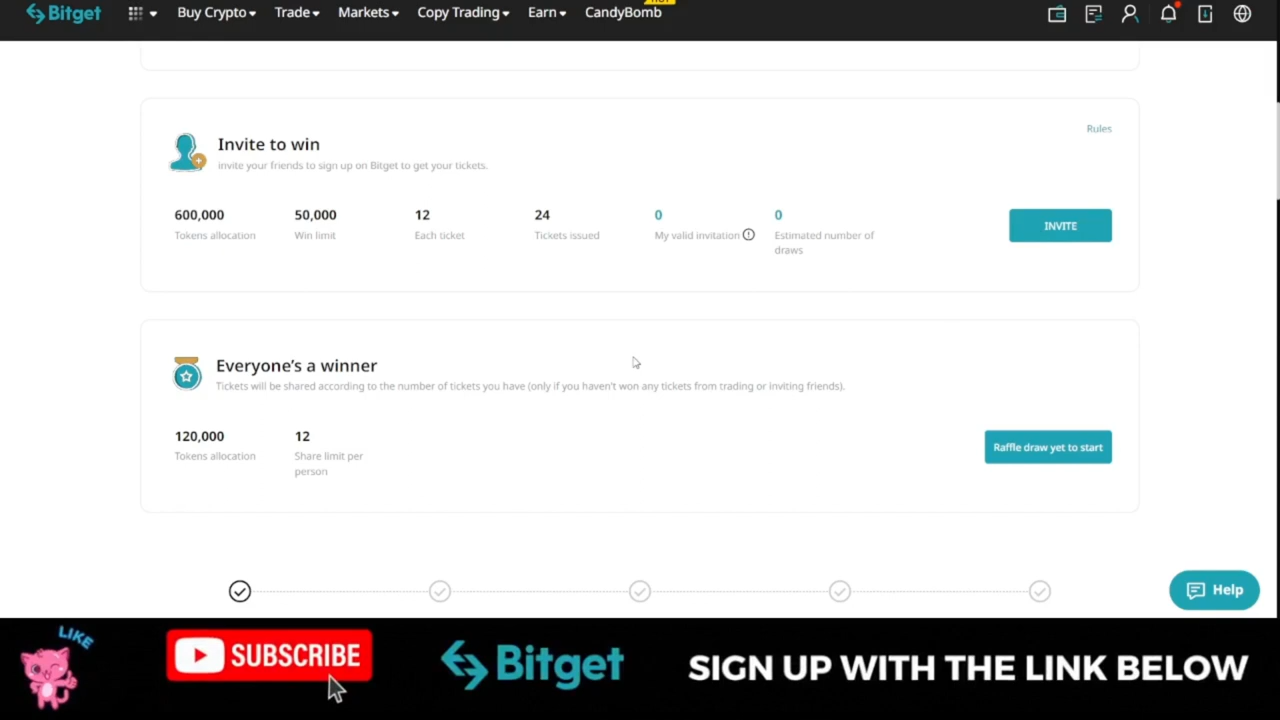 Bitget
Buy Crypto
Trade
Markets
Copy Trading
Earn
CandyBomb
Invite to win
Rules
invite your friends to sign up on Bitget to get your tickets.
600,000
50,000
12
24
0
0
Tokens allocation
Win limit
Each ticket
Tickets issued
My valid invitation
Estimated number of
draws
INVITE
Everyone's a winner
Tickets will be shared according to the number of tickets you have (only if you haven't won any tickets from trading or inviting friends).
120,000
12
Tokens allocation
Share limit per
person
Raffle draw yet to start
Help
LIKE
SUBSCRIBE
Bitget
SIGN UP WITH THE LINK BELOW